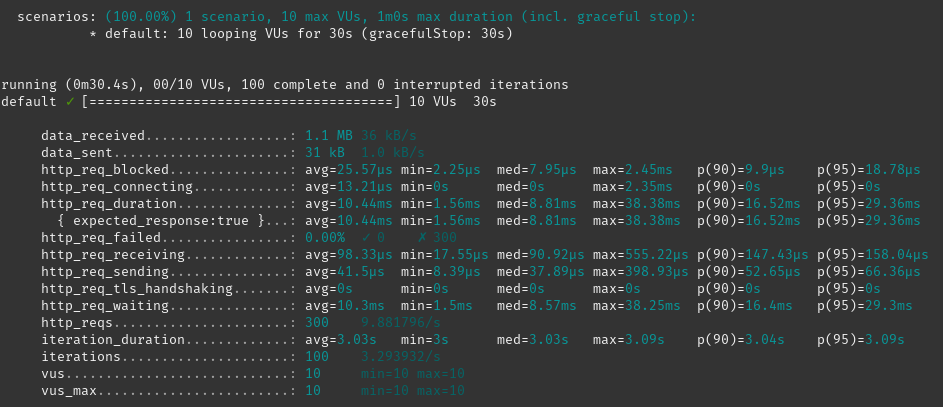 scenarios: (100.00%) 1 scenario, 10 max VUs, 1m0s max duration (incl. graceful stop):
* default: 10 looping VUs for 30s (gracefulStop: 30s)
running (0m30.4s), 00/10 VUs, 100 complete and 0 interrupted iterations
default ✓ [======================================] 10 VUs  30s
data_received..................: 1.1 MB 36 kB/s
data_sent......................: 31 kB  1.0 kB/s
http_req_blocked...............: avg=25.57µs min=2.25µs  med=7.95µs  max=2.45ms   p(90)=9.9µs    p(95)=18.78µs
http_req_connecting............: avg=13.21µs min=0s      med=0s      max=2.35ms   p(90)=0s       p(95)=0s
http_req_duration..............: avg=10.44ms min=1.56ms  med=8.81ms  max=38.38ms  p(90)=16.52ms  p(95)=29.36ms
{ expected_response:true }...: avg=10.44ms min=1.56ms  med=8.81ms  max=38.38ms  p(90)=16.52ms  p(95)=29.36ms
http_req_failed................: 0.00%  ✓ 0    ✗ 300
http_req_receiving.............: avg=98.33µs min=17.55µs med=90.92µs max=555.22µs p(90)=147.43µs p(95)=158.04µs
http_req_sending...............: avg=41.5µs  min=8.39µs  med=37.89µs max=398.93µs p(90)=52.65µs  p(95)=66.36µs
http_req_tls_handshaking.......: avg=0s      min=0s      med=0s      max=0s       p(90)=0s       p(95)=0s
http_req_waiting...............: avg=10.3ms  min=1.5ms   med=8.57ms  max=38.25ms  p(90)=16.4ms   p(95)=29.3ms
http_reqs......................: 300    9.881796/s
iteration_duration.............: avg=3.03s   min=3s      med=3.03s   max=3.09s    p(90)=3.04s    p(95)=3.09s
iterations.....................: 100    3.293932/s
vus............................: 10     min=10 max=10
vus_max........................: 10     min=10 max=10